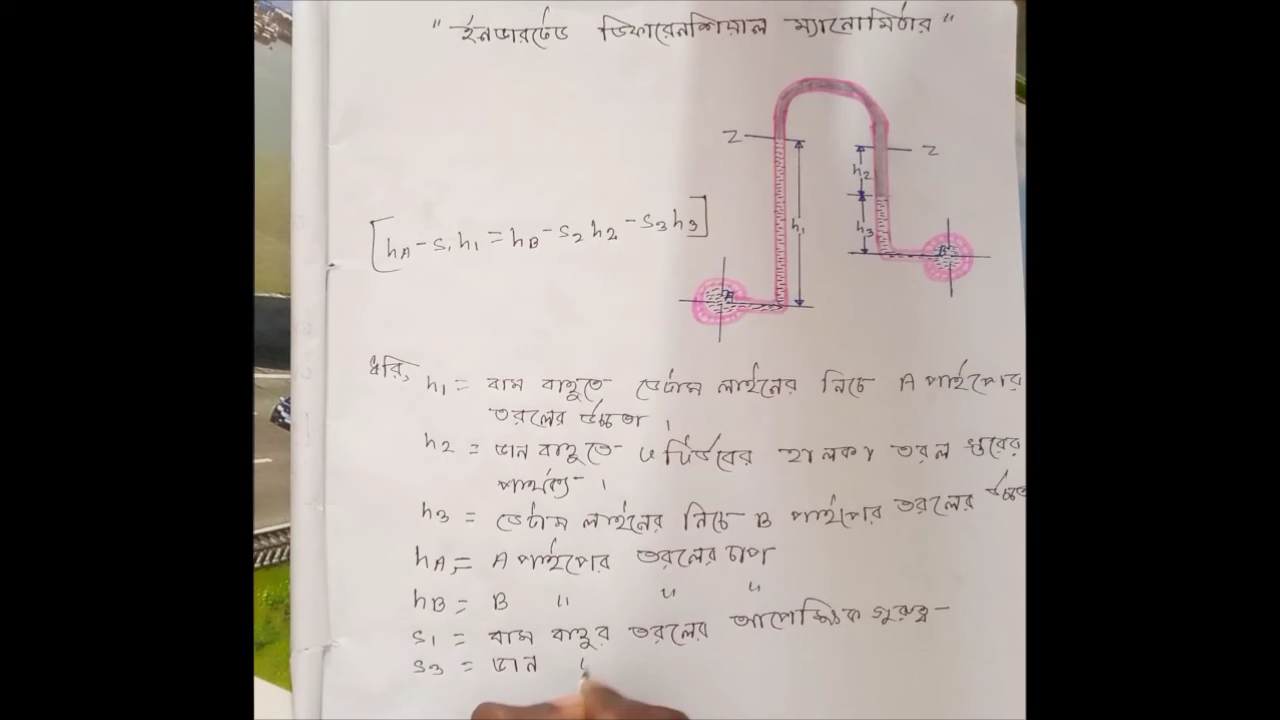 "ইনভারটেড ডিফারেনশিয়াল ম্যানোমিটার"
Z
Z
h₂
h₁
h₃
[hA - S₁h₁ = hB - S₂h₂ - S₃h₃]
B
A
ধরি, h₁ = বাম বাহুতে ডেটাম লাইনের নিচে A পাইপের
তরলের উচ্চতা।
h₂ = ডান বাহুতে U টিউবের হালকা তরল স্তরের
পার্থক্য।
h₃ = ডেটাম লাইনের নিচে B পাইপের তরলের উচ্চতা
hA = A পাইপের তরলের চাপ
hB = B " " "
S₁ = বাম বাহুর তরলের আপেক্ষিক গুরুত্ব
S₃ = ডান "